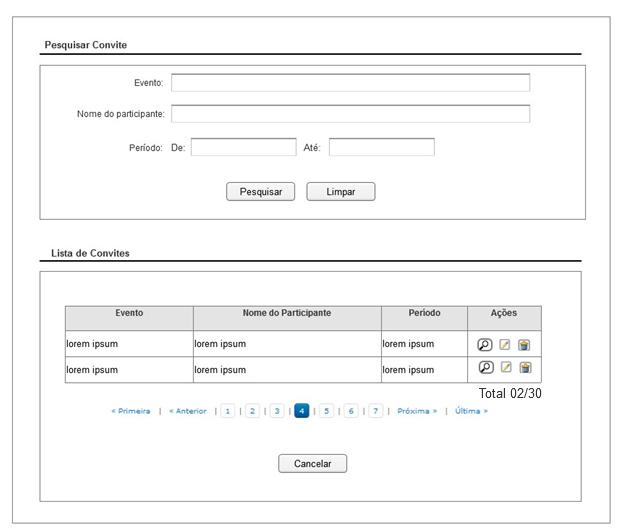 Pesquisar Convite
Evento:
Nome do participante:
Período: De: Até:
Pesquisar Limpar
Lista de Convites
Evento Nome do Participante Período Ações
lorem ipsum lorem ipsum lorem ipsum
lorem ipsum lorem ipsum lorem ipsum
Total 02/30
« Primeira | « Anterior | 1 | 2 | 3 | 4 | 5 | 6 | 7 | Próxima » | Última »
Cancelar